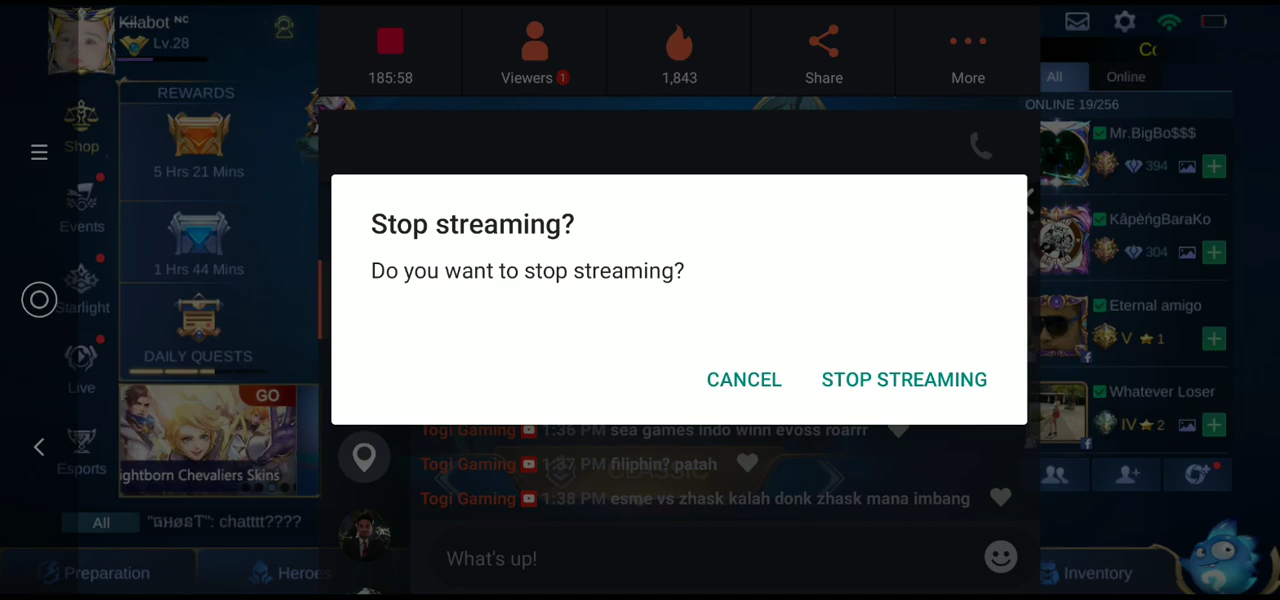 Kilabot NC
Lv.28
185:58
Viewers 1
1,843
Share
More
All
Online
REWARDS
ONLINE 19/256
Shop
5 Hrs 21 Mins
Mr.BigBo$$$
394
Events
1 Hrs 44 Mins
KâpèńgBaraKo
304
Stop streaming?
Do you want to stop streaming?
CANCEL
STOP STREAMING
Starlight
DAILY QUESTS
Eternal amigo
V 1
Live
GO
ightborn Chevaliers Skins
Whatever Loser
IV 2
Esports
Togi Gaming 1:36 PM sea games indo winn evoss roarrr
Togi Gaming 1:37 PM filiphin? patah
CLASSIC
Togi Gaming 1:38 PM esme vs zhask kalah donk zhask mana imbang
All
chatttt????
What's up!
Preparation
Heroes
Inventory